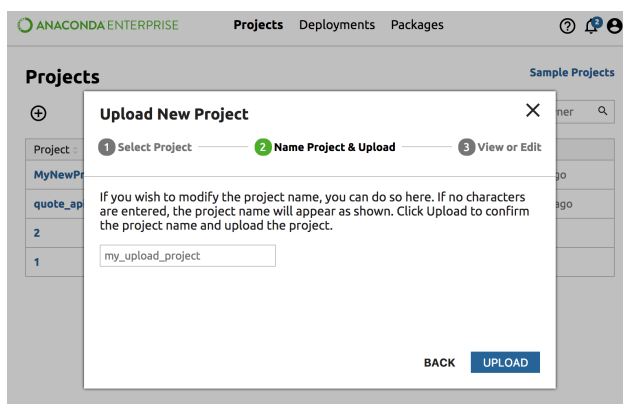 ANACONDA ENTERPRISE Projects Deployments Packages 2
Projects
Sample Projects
Upload New Project
1 Select Project 2 Name Project & Upload 3 View or Edit
Project
MyNewPr
quote_ap
2
1
If you wish to modify the project name, you can do so here. If no characters
are entered, the project name will appear as shown. Click Upload to confirm
the project name and upload the project.
my_upload_project
BACK UPLOAD